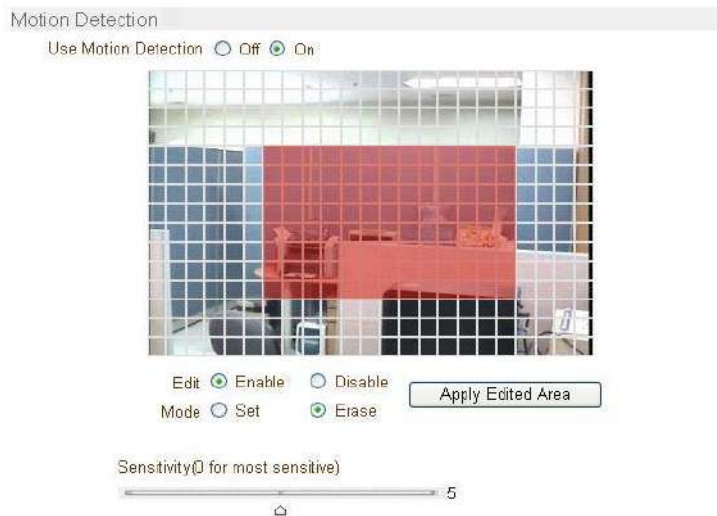 Motion Detection
Use Motion Detection Off On
Edit Enable Disable
Apply Edited Area
Mode Set Erase
Sensitivity(0 for most sensitive)
5